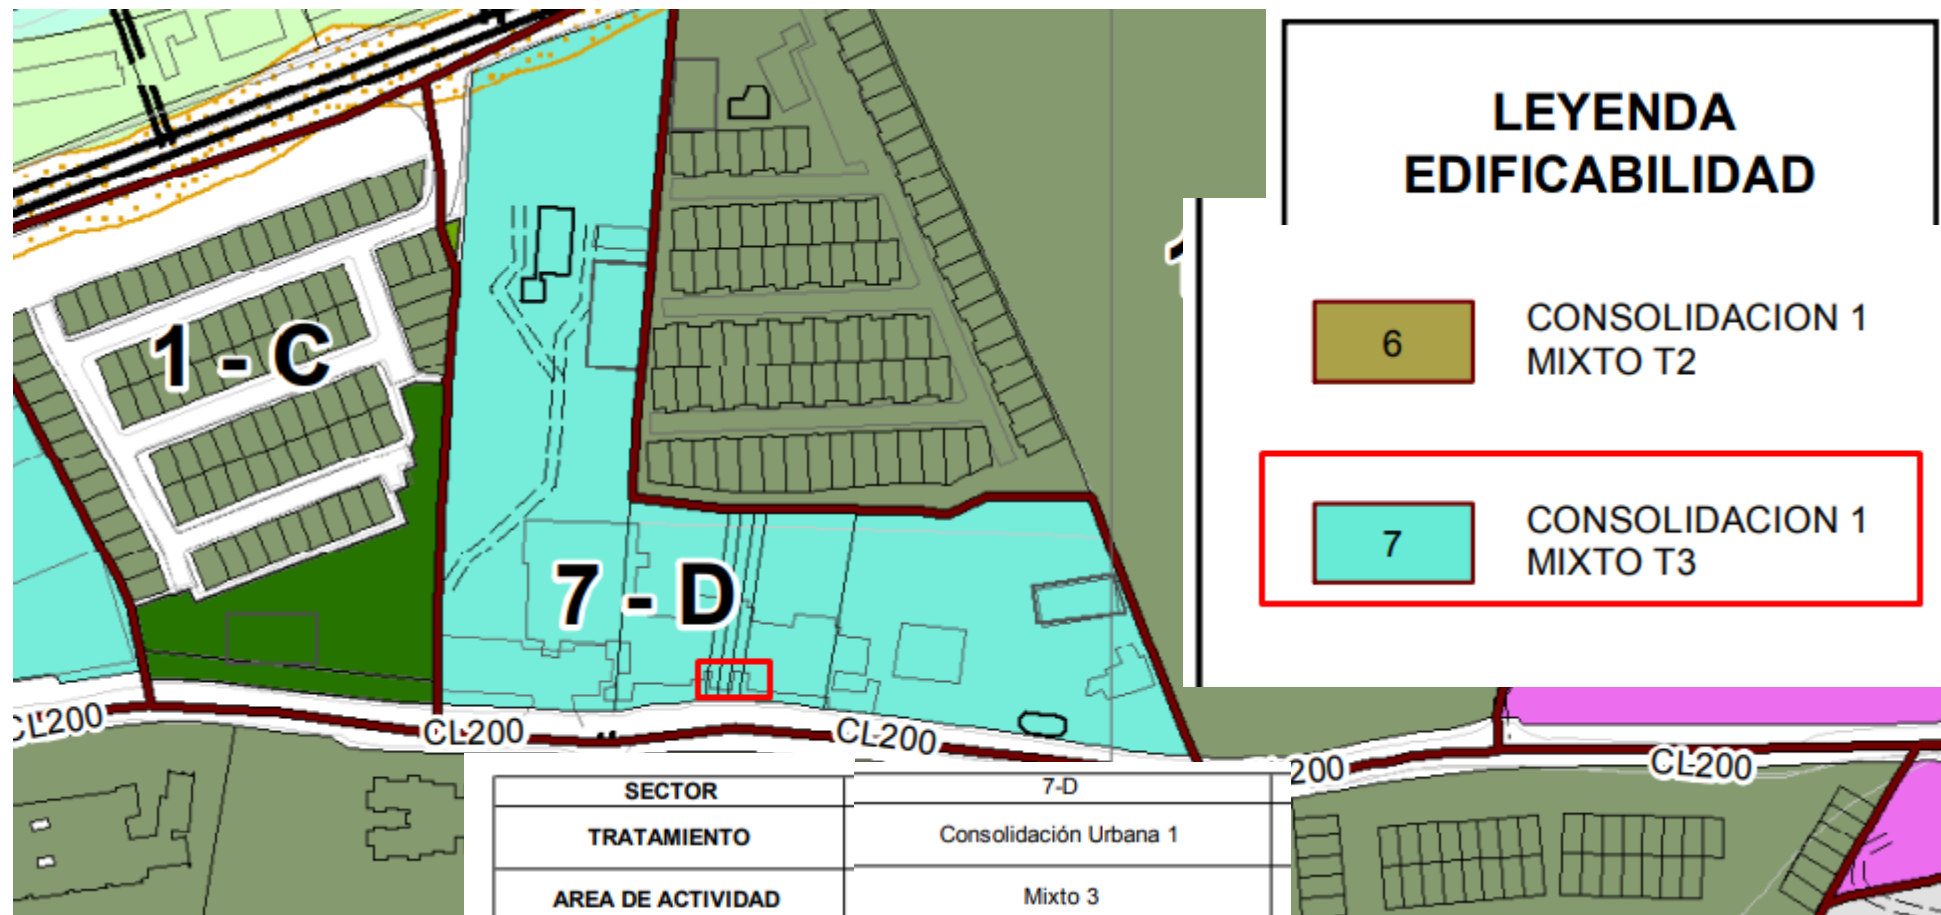 LEYENDA
EDIFICABILIDAD
6
CONSOLIDACION 1
MIXTO T2
7
CONSOLIDACION 1
MIXTO T3
1 - C
7 - D
CL200
CL200
CL200
200
CL200
SECTOR
7-D
TRATAMIENTO
Consolidación Urbana 1
AREA DE ACTIVIDAD
Mixto 3